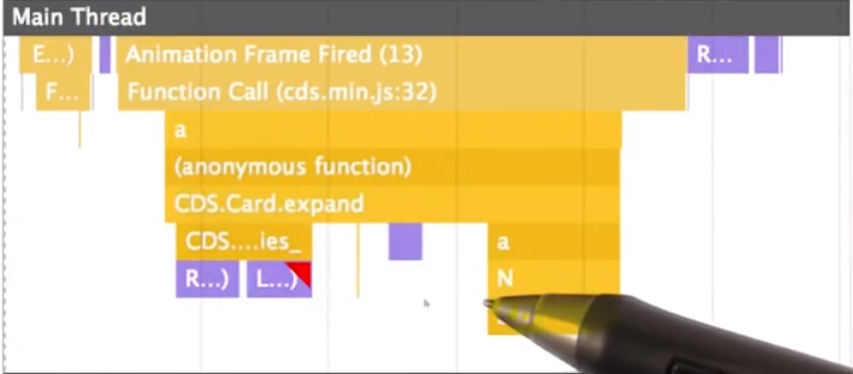 Main Thread
E...) Animation Frame Fired (13) R...
F... Function Call (cds.min.js:32)
a
(anonymous function)
CDS.Card.expand
CDS....ies_ a
R...) L...) N